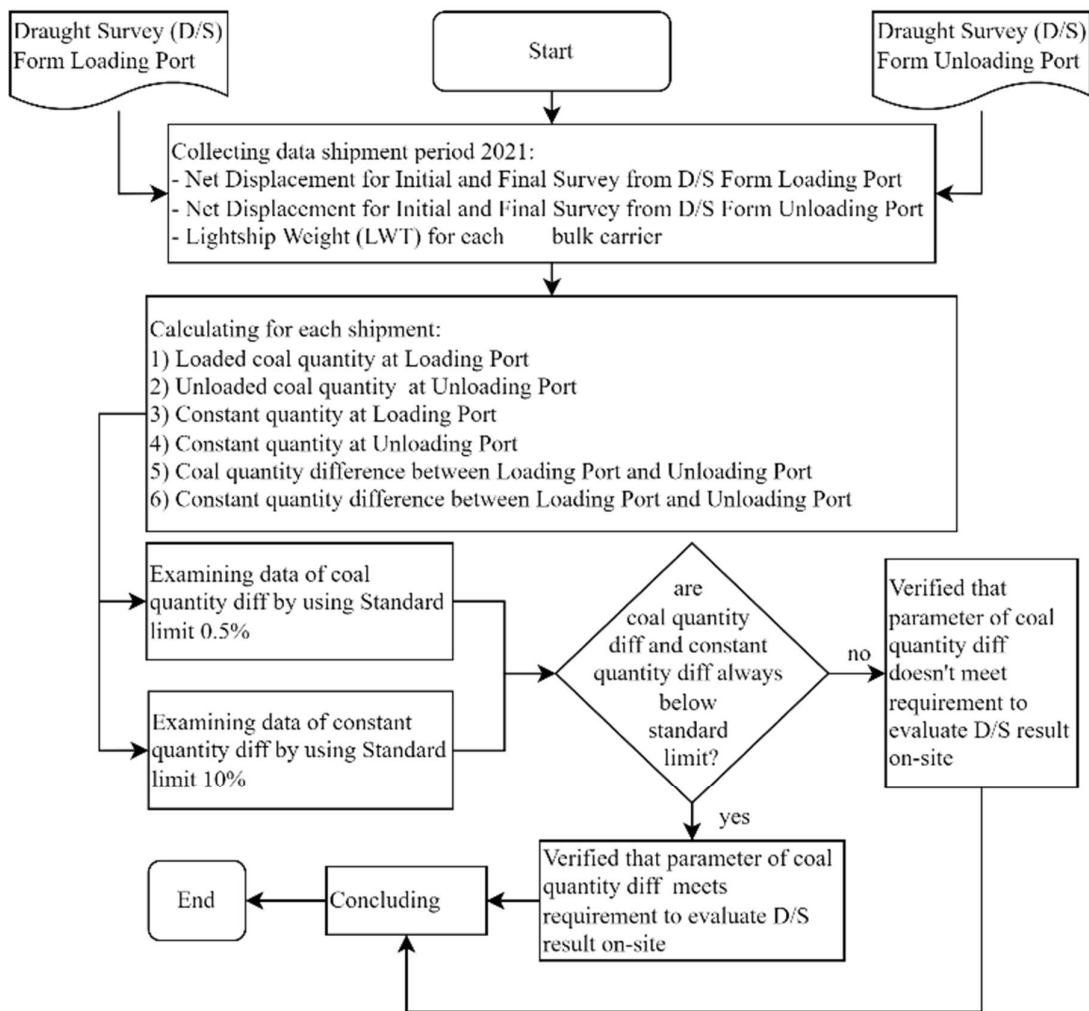 Draught Survey (D/S)
Form Loading Port
Start
Draught Survey (D/S)
Form Unloading Port
Collecting data shipment period 2021:
- Net Displacement for Initial and Final Survey from D/S Form Loading Port
- Net Displacement for Initial and Final Survey from D/S Form Unloading Port
- Lightship Weight (LWT) for each bulk carrier
Calculating for each shipment:
1) Loaded coal quantity at Loading Port
2) Unloaded coal quantity at Unloading Port
3) Constant quantity at Loading Port
4) Constant quantity at Unloading Port
5) Coal quantity difference between Loading Port and Unloading Port
6) Constant quantity difference between Loading Port and Unloading Port
Examining data of coal
quantity diff by using Standard
limit 0.5%
Examining data of constant
quantity diff by using Standard
limit 10%
are
coal quantity
diff and constant
quantity diff always
below
standard
limit?
no
Verified that
parameter of coal
quantity diff
doesn't meet
requirement to
evaluate D/S result
on-site
yes
Verified that parameter of coal
quantity diff meets
requirement to evaluate D/S
result on-site
Concluding
End